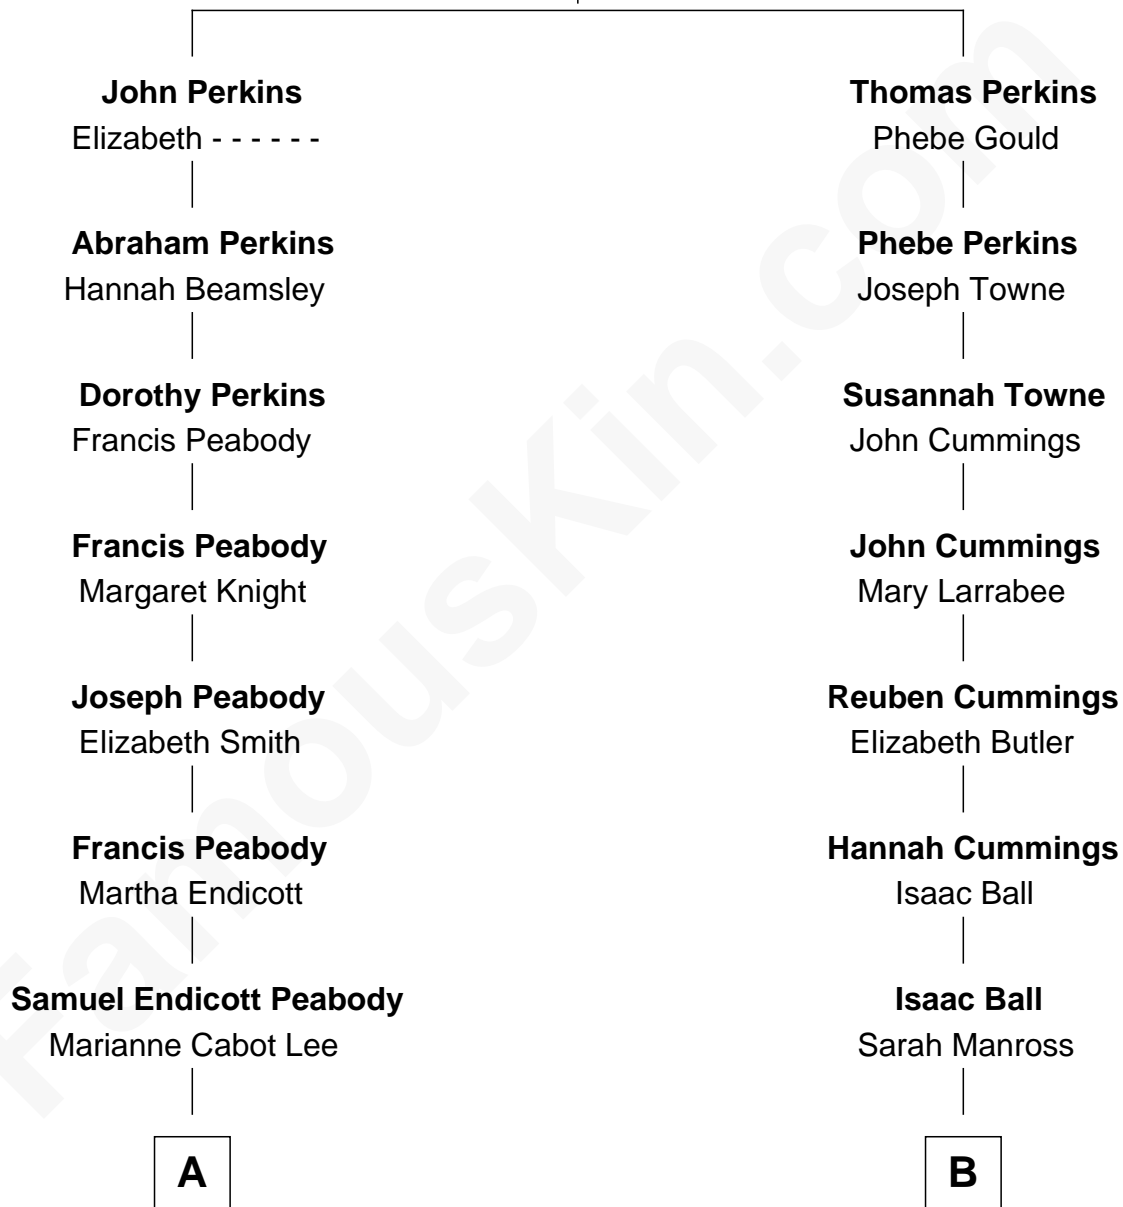 John Perkins
Elizabeth - - - - - -
Thomas Perkins
Phebe Gould
Abraham Perkins
Hannah Beamsley
Phebe Perkins
Joseph Towne
Dorothy Perkins
Francis Peabody
Susannah Towne
John Cummings
Francis Peabody
Margaret Knight
John Cummings
Mary Larrabee
Joseph Peabody
Elizabeth Smith
Reuben Cummings
Elizabeth Butler
Francis Peabody
Martha Endicott
Hannah Cummings
Isaac Ball
Samuel Endicott Peabody
Marianne Cabot Lee
Isaac Ball
Sarah Manross
A
B
FamousKin.com